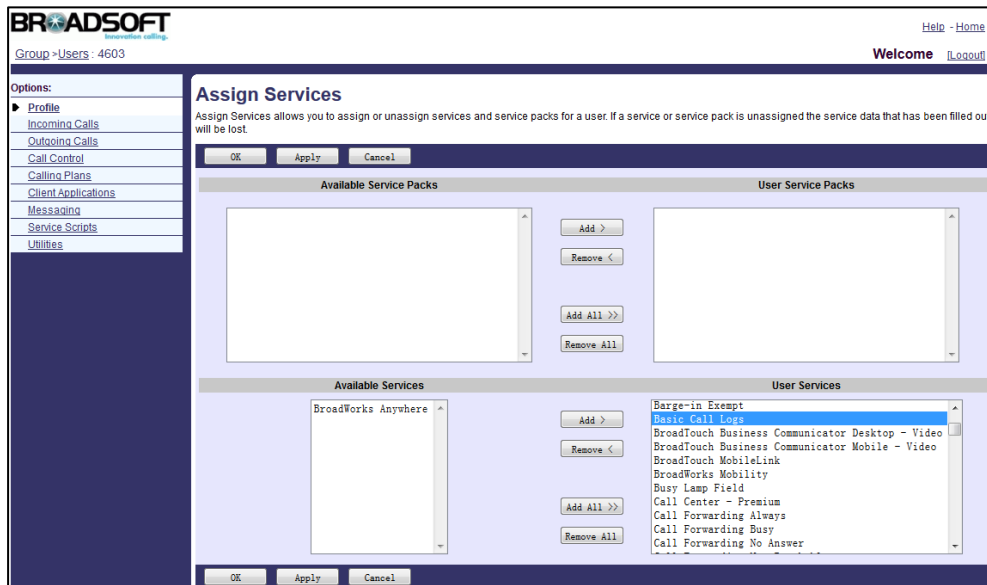 BROADSOFT
Innovation calling.
Help - Home
Group >Users : 4603
Welcome [Logout]
Options:
Profile
Incoming Calls
Outgoing Calls
Call Control
Calling Plans
Client Applications
Messaging
Service Scripts
Utilities
Assign Services
Assign Services allows you to assign or unassign services and service packs for a user. If a service or service pack is unassigned the service data that has been filled out
will be lost.
OK Apply Cancel
Available Service Packs User Service Packs
Add >
Remove <
Add All >>
Remove All
Available Services User Services
BroadWorks Anywhere
Add >
Remove <
Add All >>
Remove All
Barge-in Exempt
Basic Call Logs
BroadTouch Business Communicator Desktop - Video
BroadTouch Business Communicator Mobile - Video
BroadTouch MobileLink
BroadWorks Mobility
Busy Lamp Field
Call Center - Premium
Call Forwarding Always
Call Forwarding Busy
Call Forwarding No Answer
OK Apply Cancel